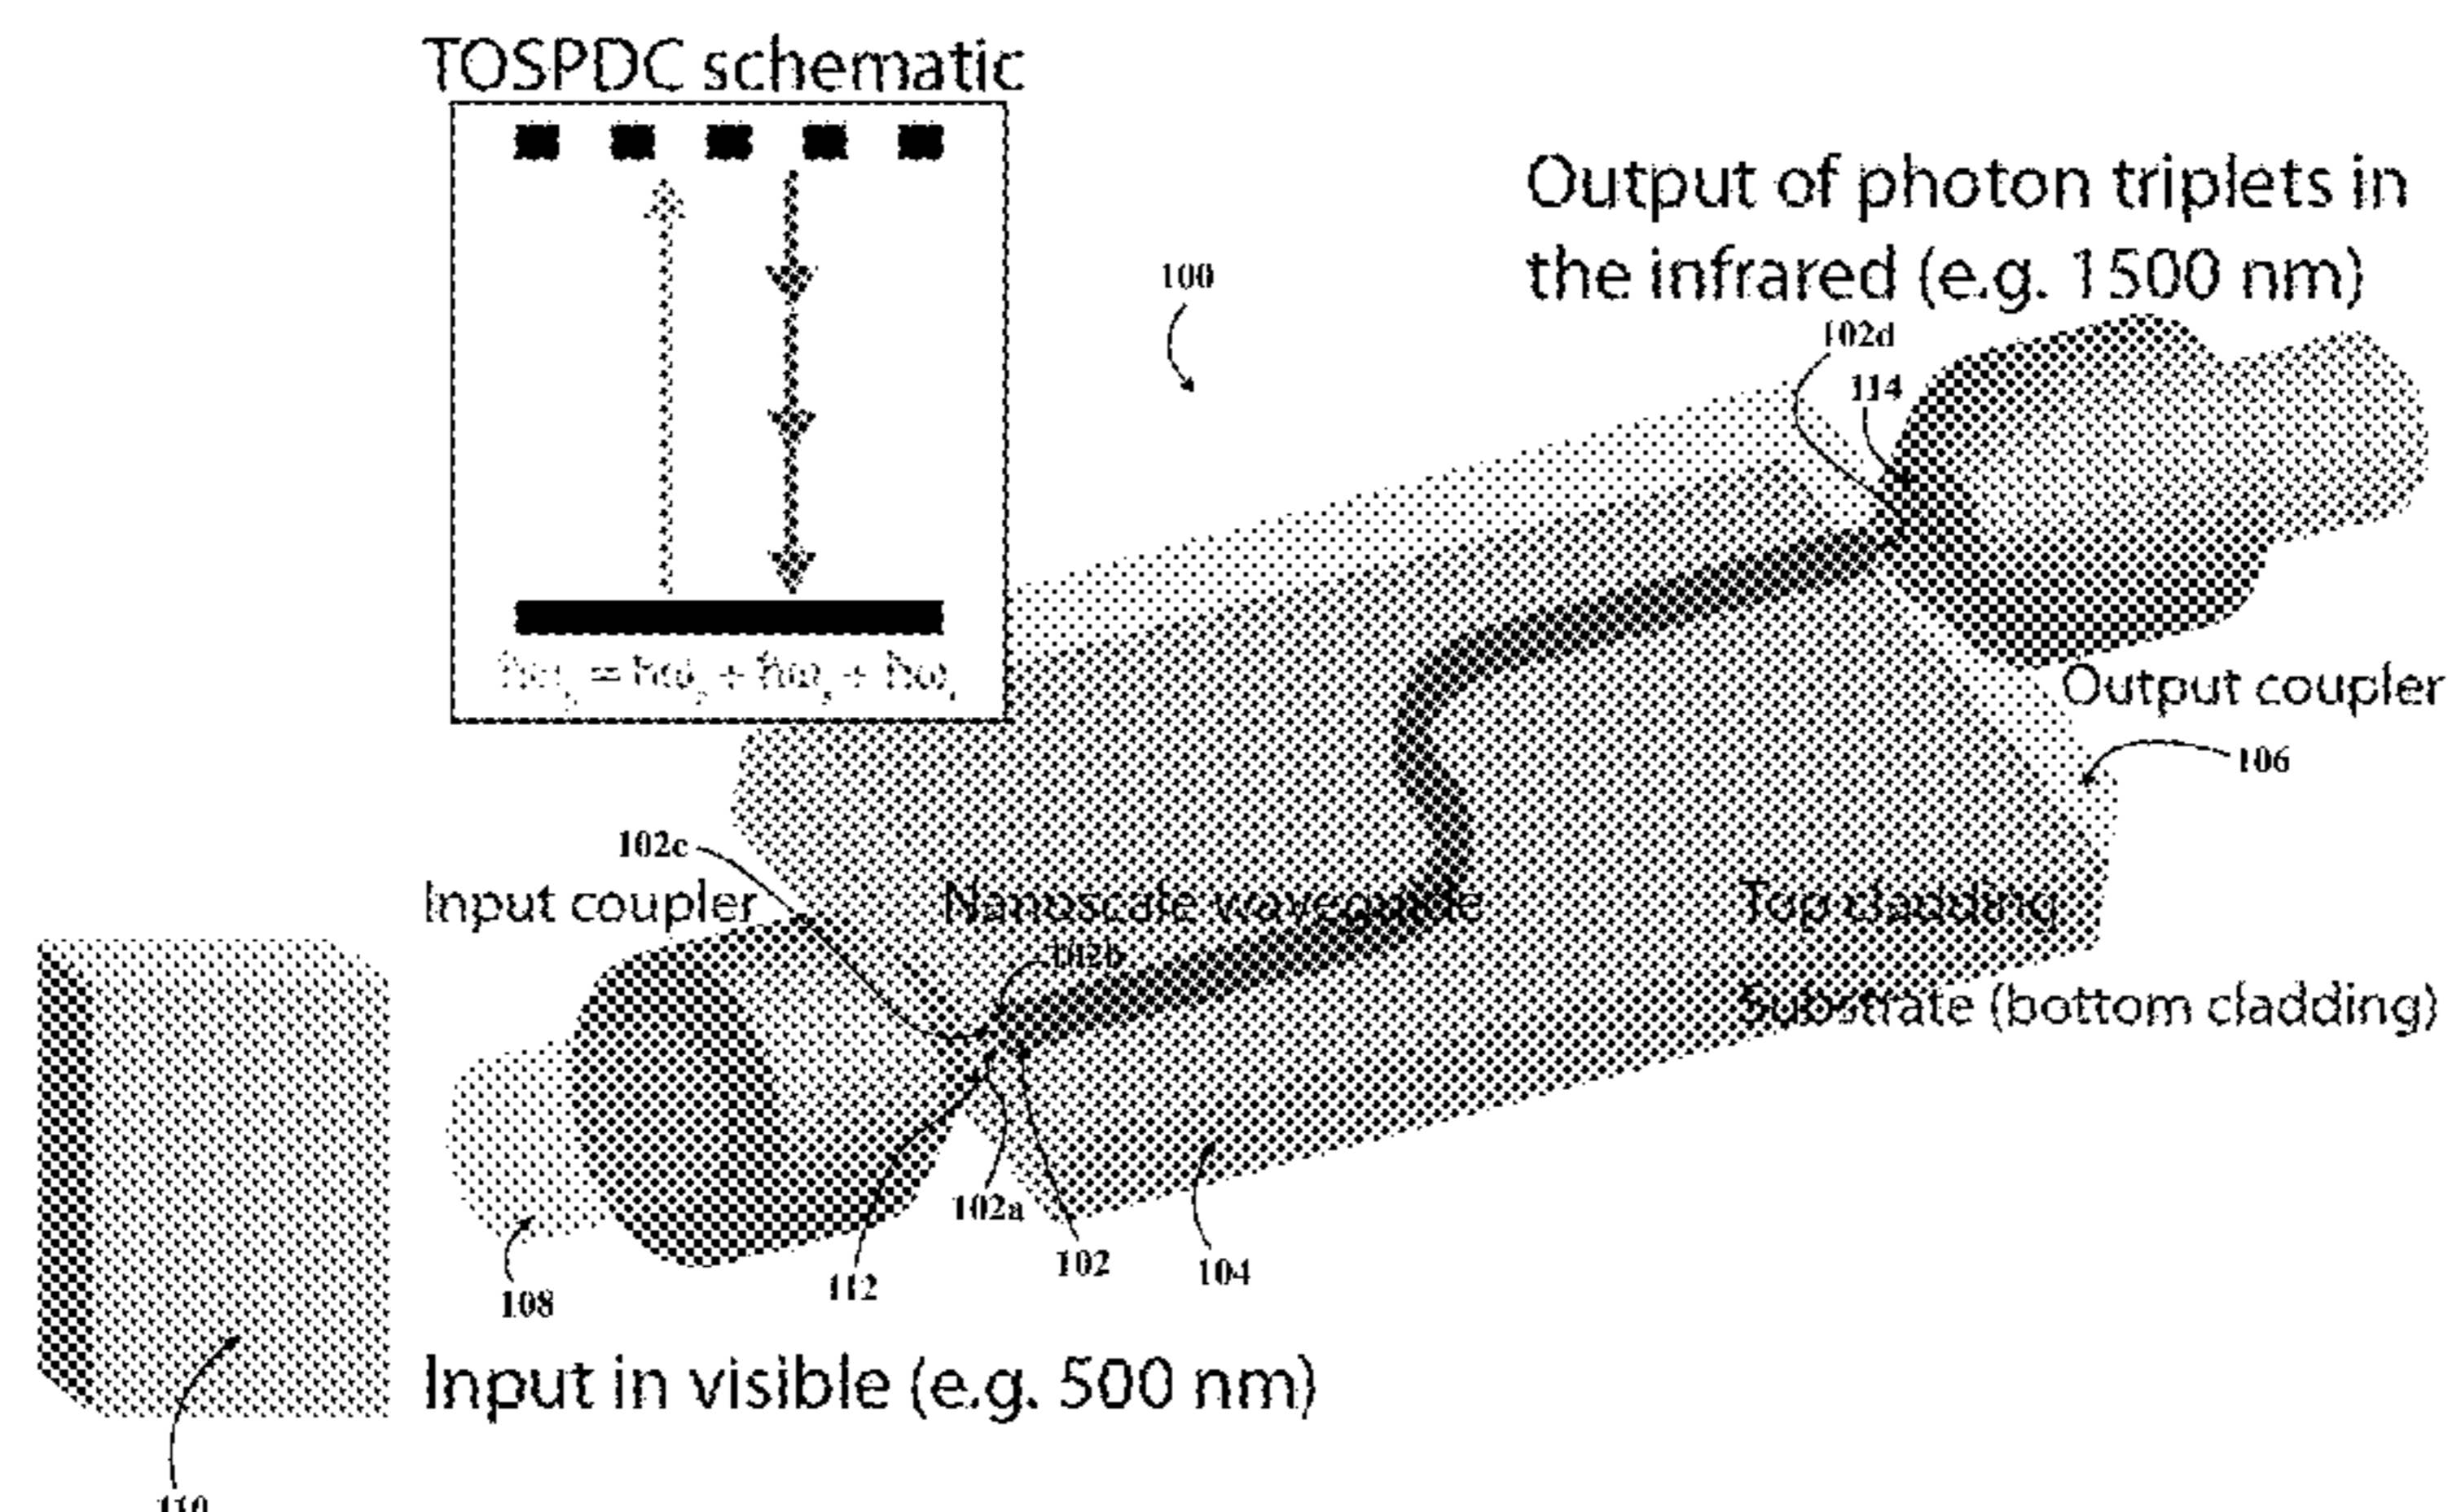 TOSPDC schematic
Output of photon triplets in
the infrared (e.g. 1500 nm)
100
102d
114
Output coupler
106
102c
Input coupler
Nanoscale waveguide
Top cladding
102b
Substrate (bottom cladding)
102a
102
104
112
108
Input in visible (e.g. 500 nm)
110